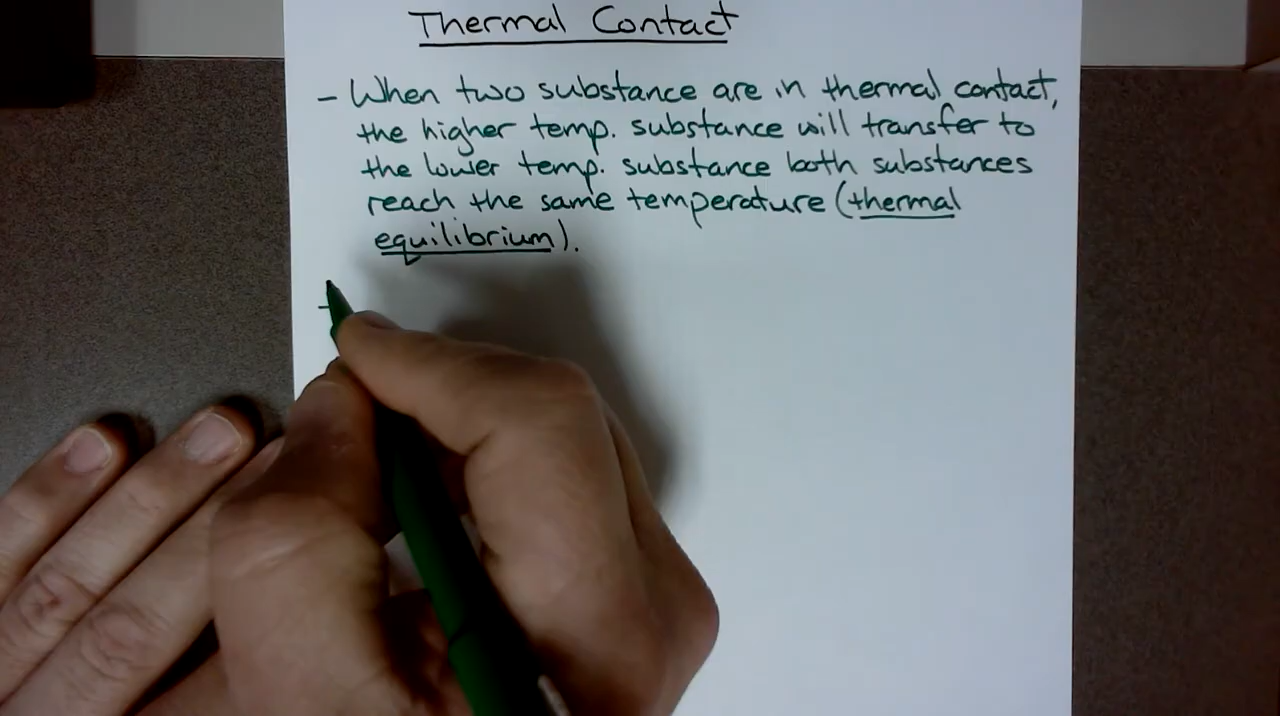 Thermal Contact
- When two substance are in thermal contact,
the higher temp. substance will transfer to
the lower temp. substance both substances
reach the same temperature (thermal
equilibrium).
-